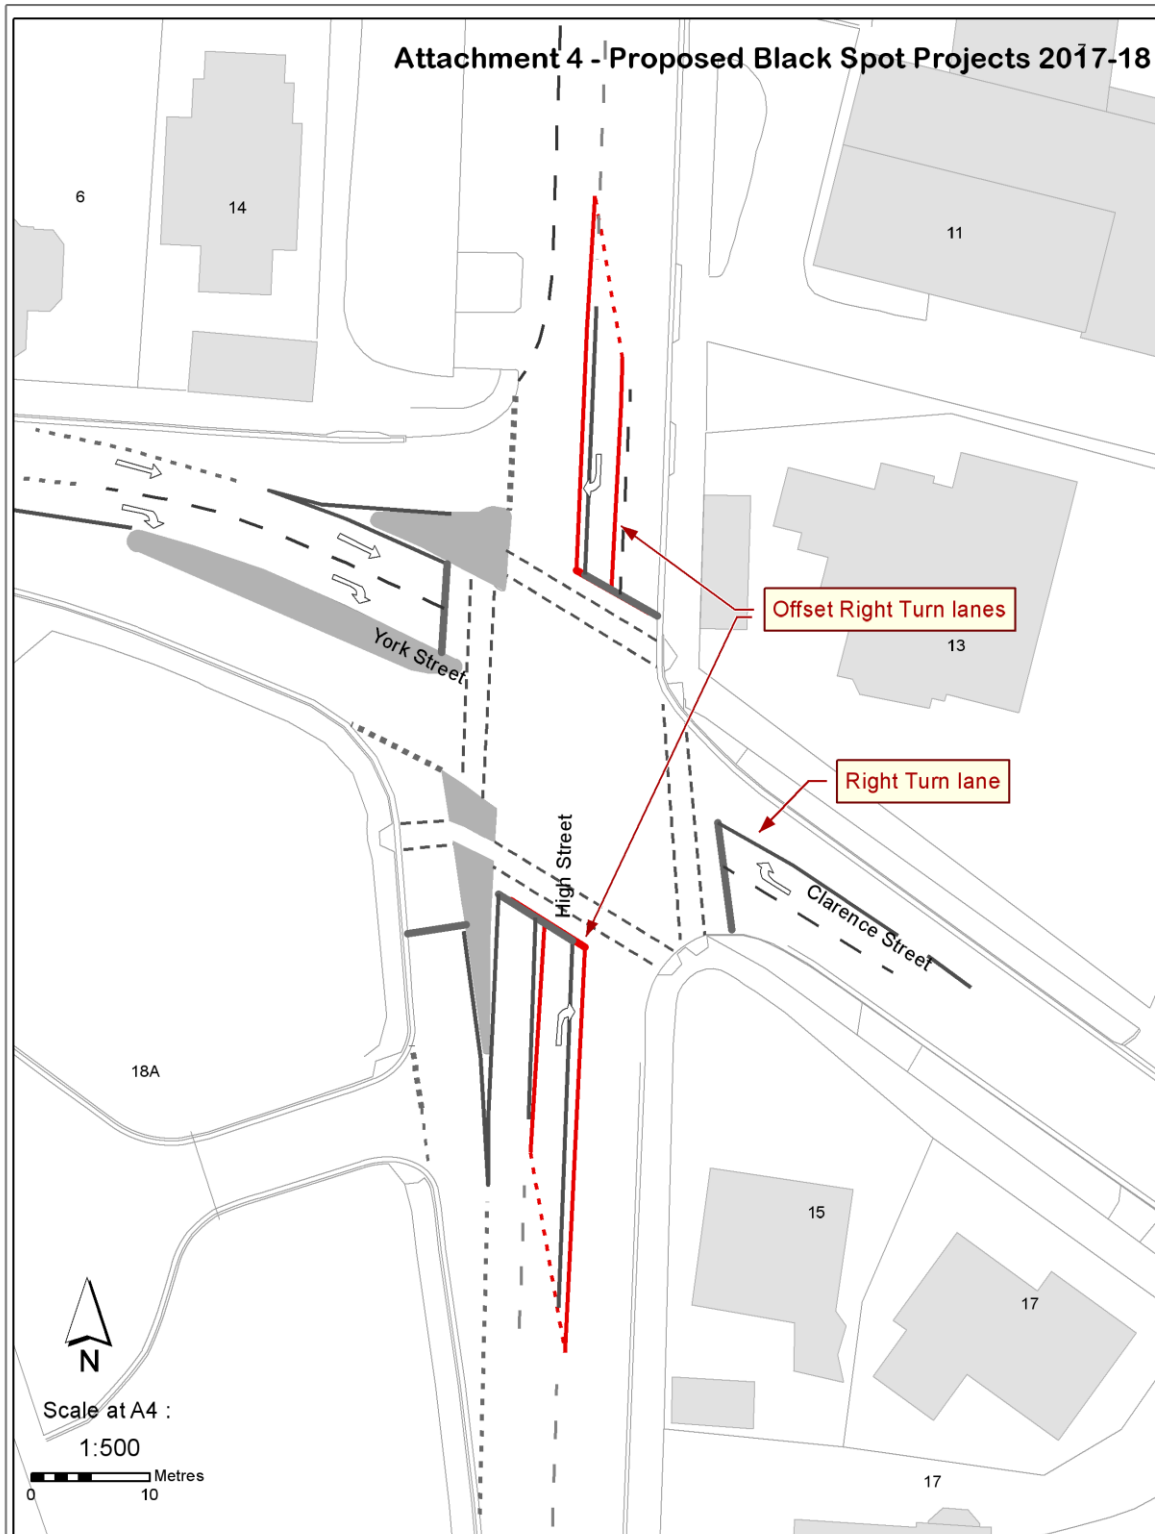 Attachment 4 - Proposed Black Spot Projects 2017-18
7
6
14
11
Offset Right Turn lanes
13
York Street
Right Turn lane
High Street
Clarence Street
18A
15
17
N
Scale at A4 :
1:500
Metres
0 10
17